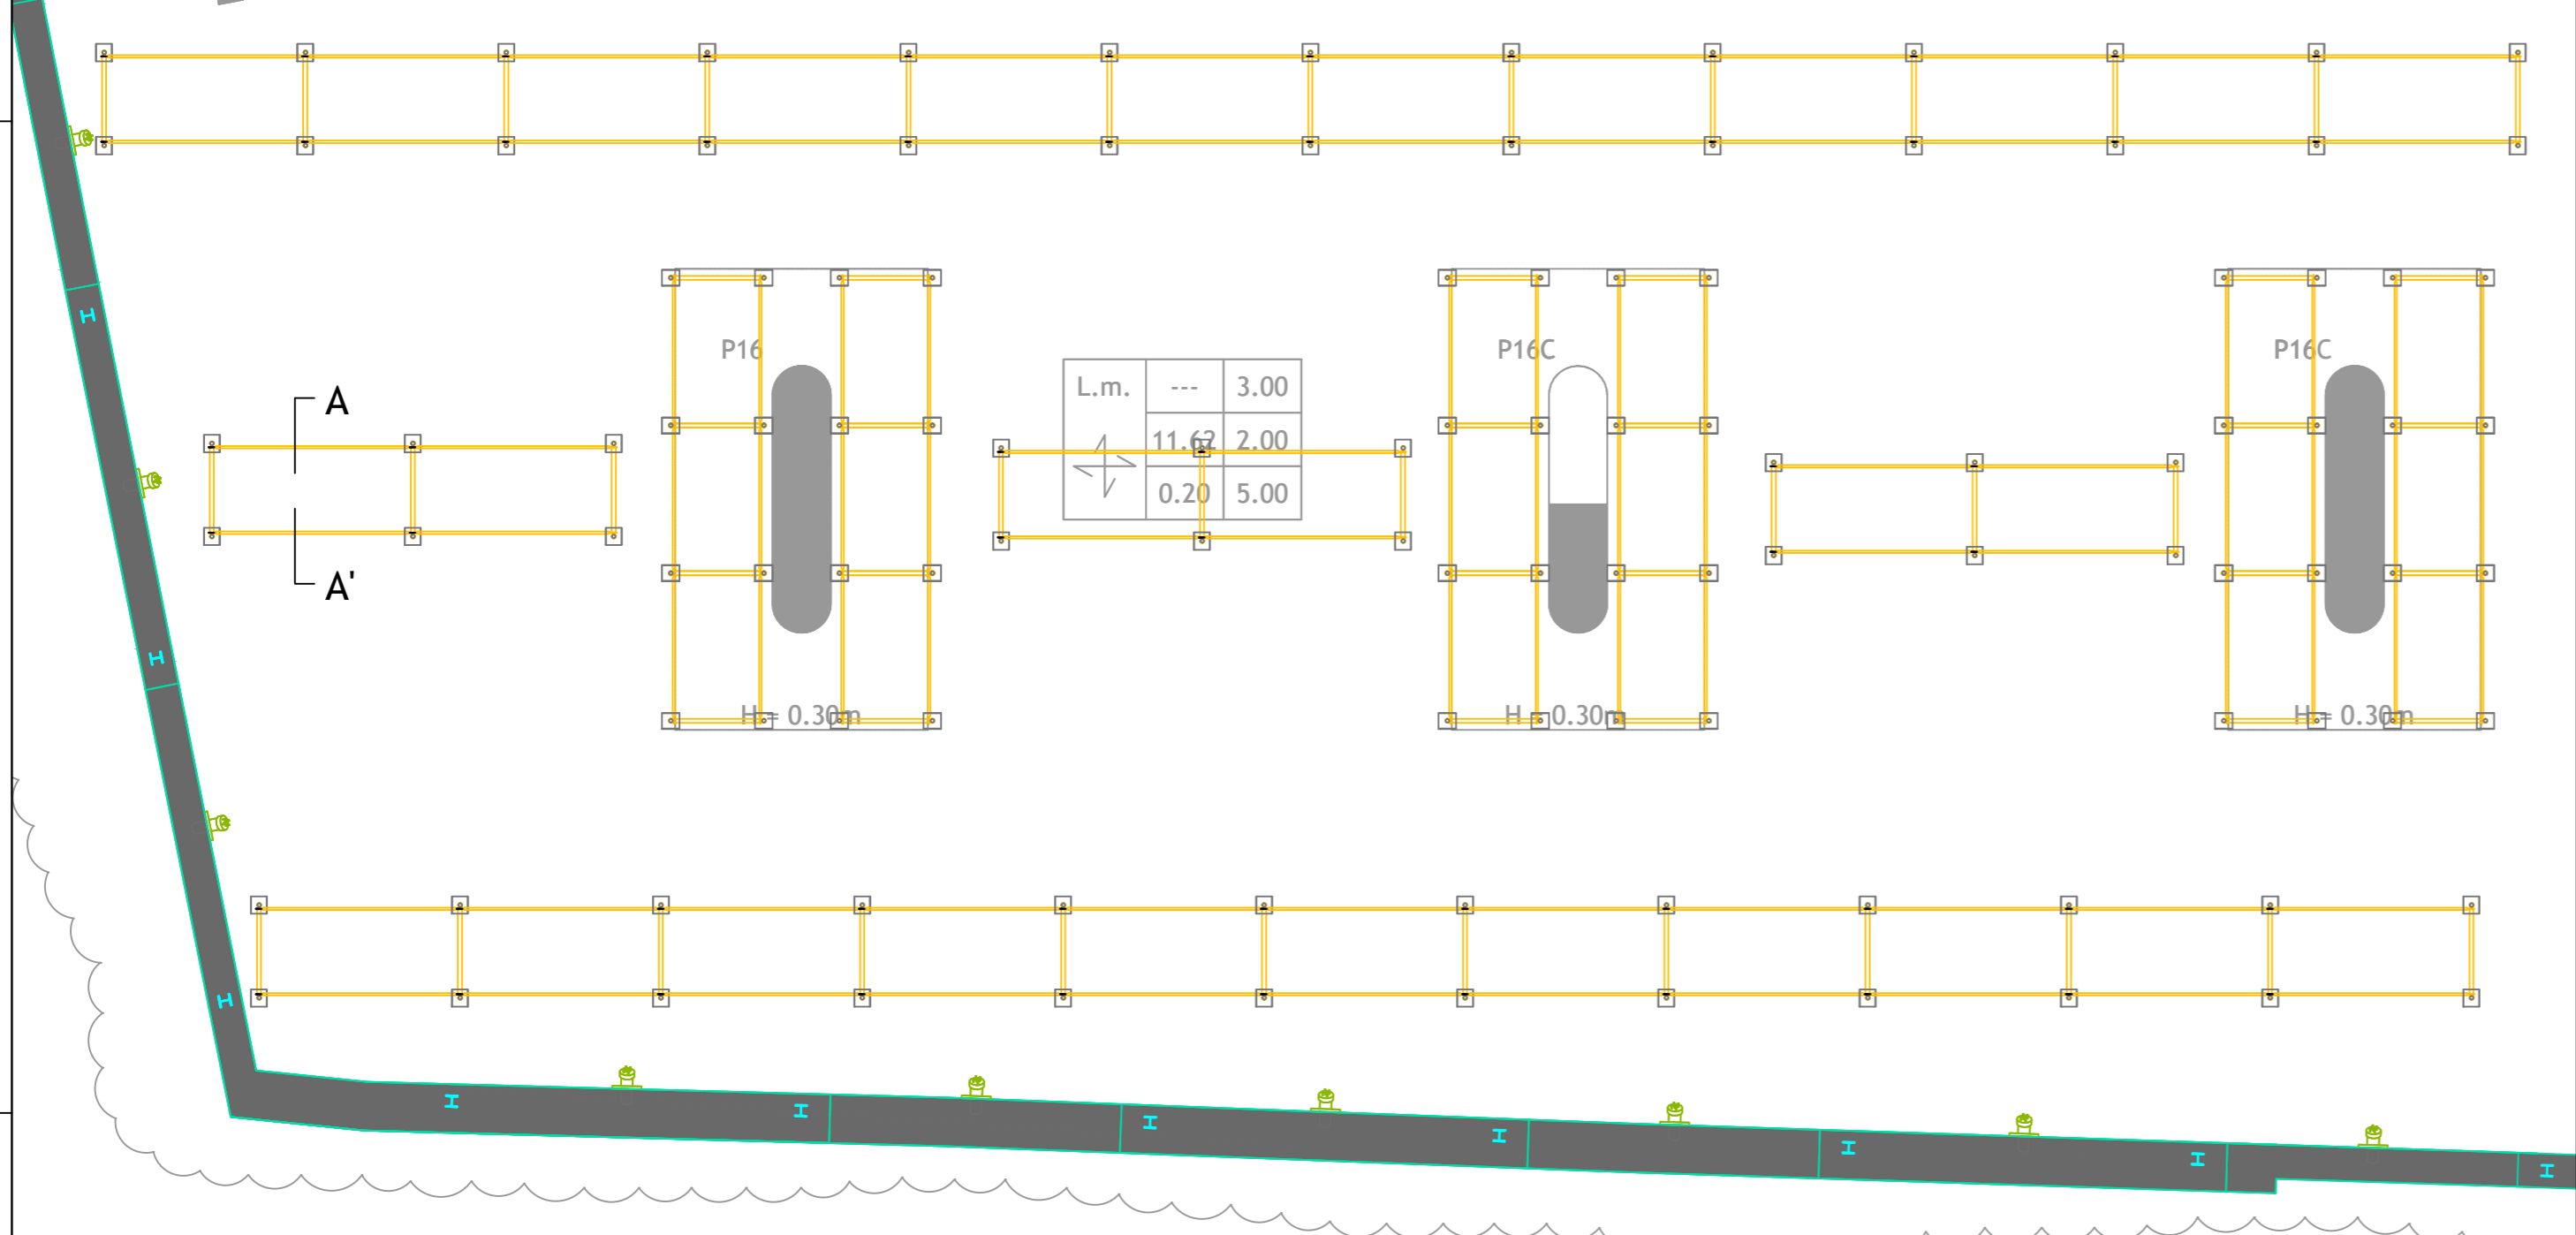 P16
P16C
P16C
L.m. --- 3.00
11.62 2.00
0.20 5.00
A
A'
H = 0.30m
H = 0.30m
H = 0.30m
H
H
H
H
H
H
H
H
H
H